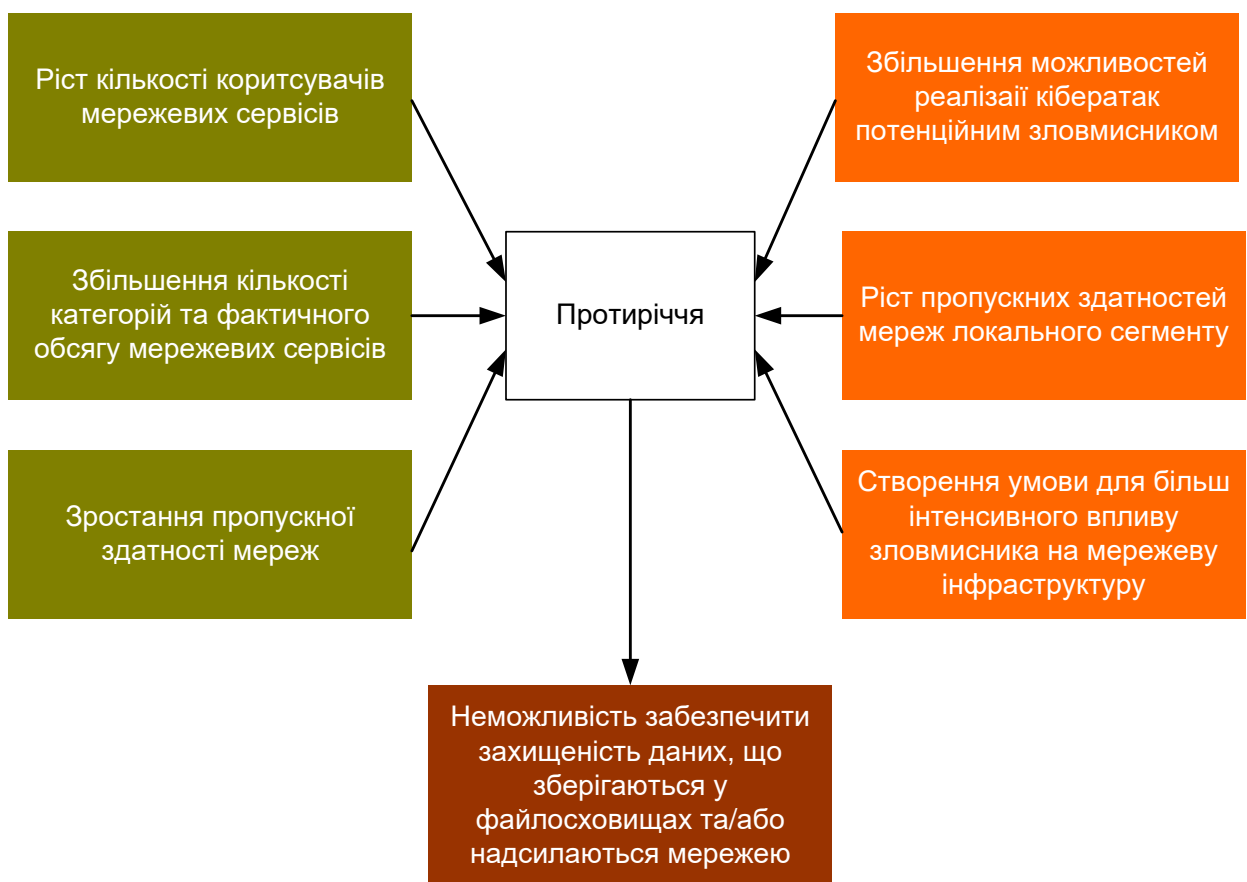 Ріст кількості коритсувачів
мережевих сервісів
Збільшення можливостей
реалізаії кібератак
потенційним зловмисником
Збільшення кількості
категорій та фактичного
обсягу мережевих сервісів
Протиріччя
Ріст пропускних здатностей
мереж локального сегменту
Зростання пропускної
здатності мереж
Створення умови для більш
інтенсивного впливу
зловмисника на мережеву
інфраструктуру
Неможливість забезпечити
захищеність даних, що
зберігаються у
файлосховищах та/або
надсилаються мережею